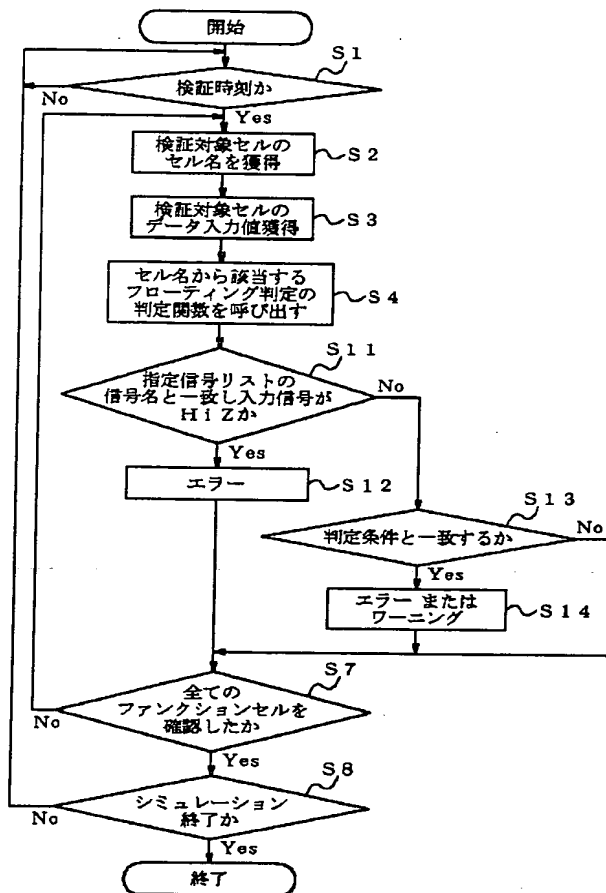 開始
S1
検証時刻か
No
Yes
検証対象セルの
セル名を獲得
S2
検証対象セルの
データ入力値獲得
S3
セル名から該当する
フローティング判定の
判定関数を呼び出す
S4
S11
指定信号リストの
信号名と一致し入力信号が
HiZか
No
Yes
エラー
S12
S13
判定条件と一致するか
No
Yes
エラー または
ワーニング
S14
S7
全ての
ファンクションセルを
確認したか
No
Yes
S8
シミュレーション
終了か
No
Yes
終了